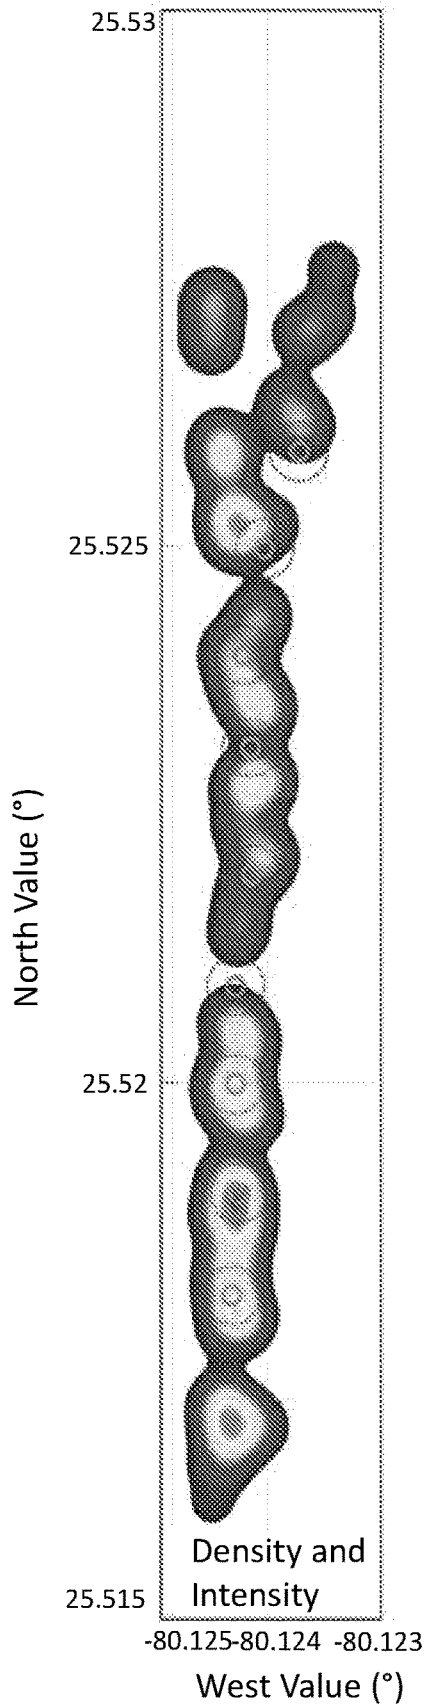 25.53
25.525
North Value (°)
25.52
Density and
Intensity
25.515
-80.125-80.124 -80.123
West Value (°)